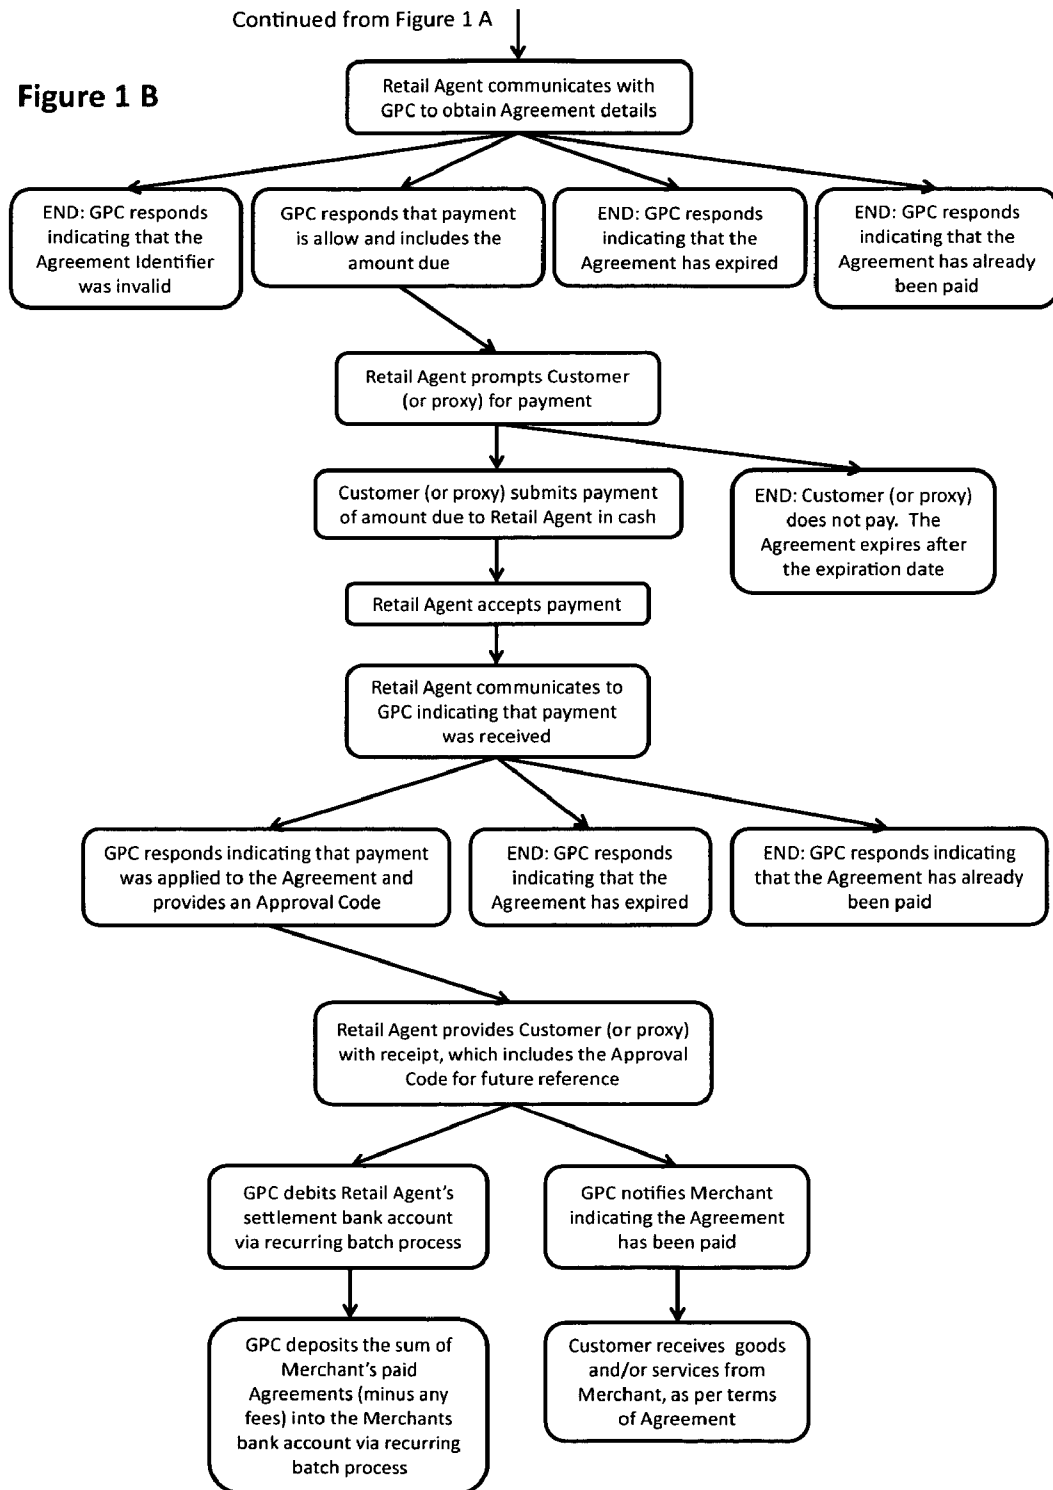 Continued from Figure 1 A
Figure 1 B
Retail Agent communicates with
GPC to obtain Agreement details
END: GPC responds
indicating that the
Agreement Identifier
was invalid
GPC responds that payment
is allow and includes the
amount due
END: GPC responds
indicating that the
Agreement has expired
END: GPC responds
indicating that the
Agreement has already
been paid
Retail Agent prompts Customer
(or proxy) for payment
Customer (or proxy) submits payment
of amount due to Retail Agent in cash
END: Customer (or proxy)
does not pay. The
Agreement expires after
the expiration date
Retail Agent accepts payment
Retail Agent communicates to
GPC indicating that payment
was received
GPC responds indicating that payment
was applied to the Agreement and
provides an Approval Code
END: GPC responds
indicating that the
Agreement has expired
END: GPC responds indicating
that the Agreement has already
been paid
Retail Agent provides Customer (or proxy)
with receipt, which includes the Approval
Code for future reference
GPC debits Retail Agent's
settlement bank account
via recurring batch process
GPC notifies Merchant
indicating the Agreement
has been paid
GPC deposits the sum of
Merchant's paid
Agreements (minus any
fees) into the Merchants
bank account via recurring
batch process
Customer receives goods
and/or services from
Merchant, as per terms
of Agreement